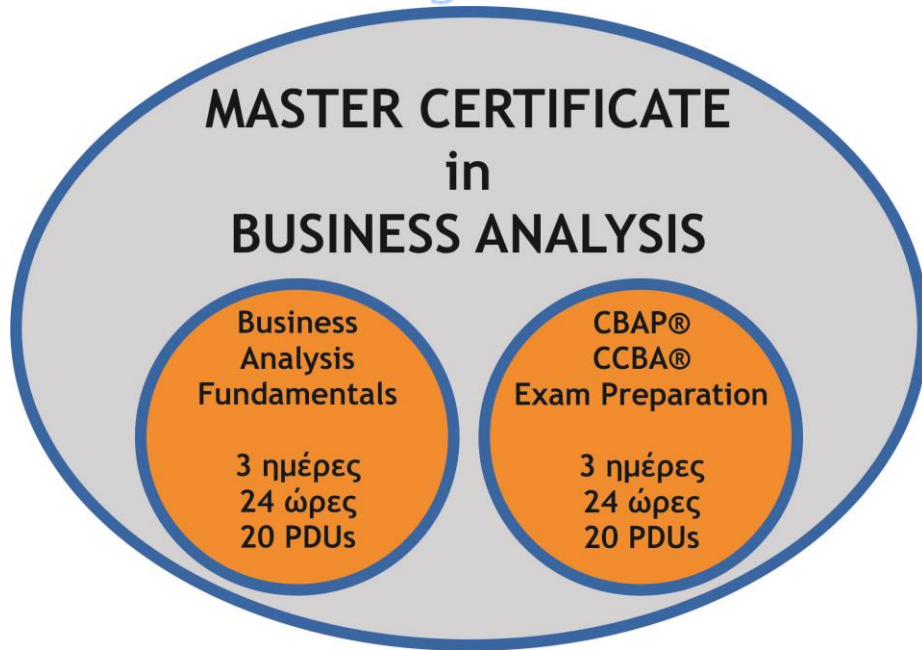 MASTER CERTIFICATE
in
BUSINESS ANALYSIS
Business
Analysis
Fundamentals
3 ημέρες
24 ώρες
20 PDUs
CBAP®
CCBA®
Exam Preparation
3 ημέρες
24 ώρες
20 PDUs